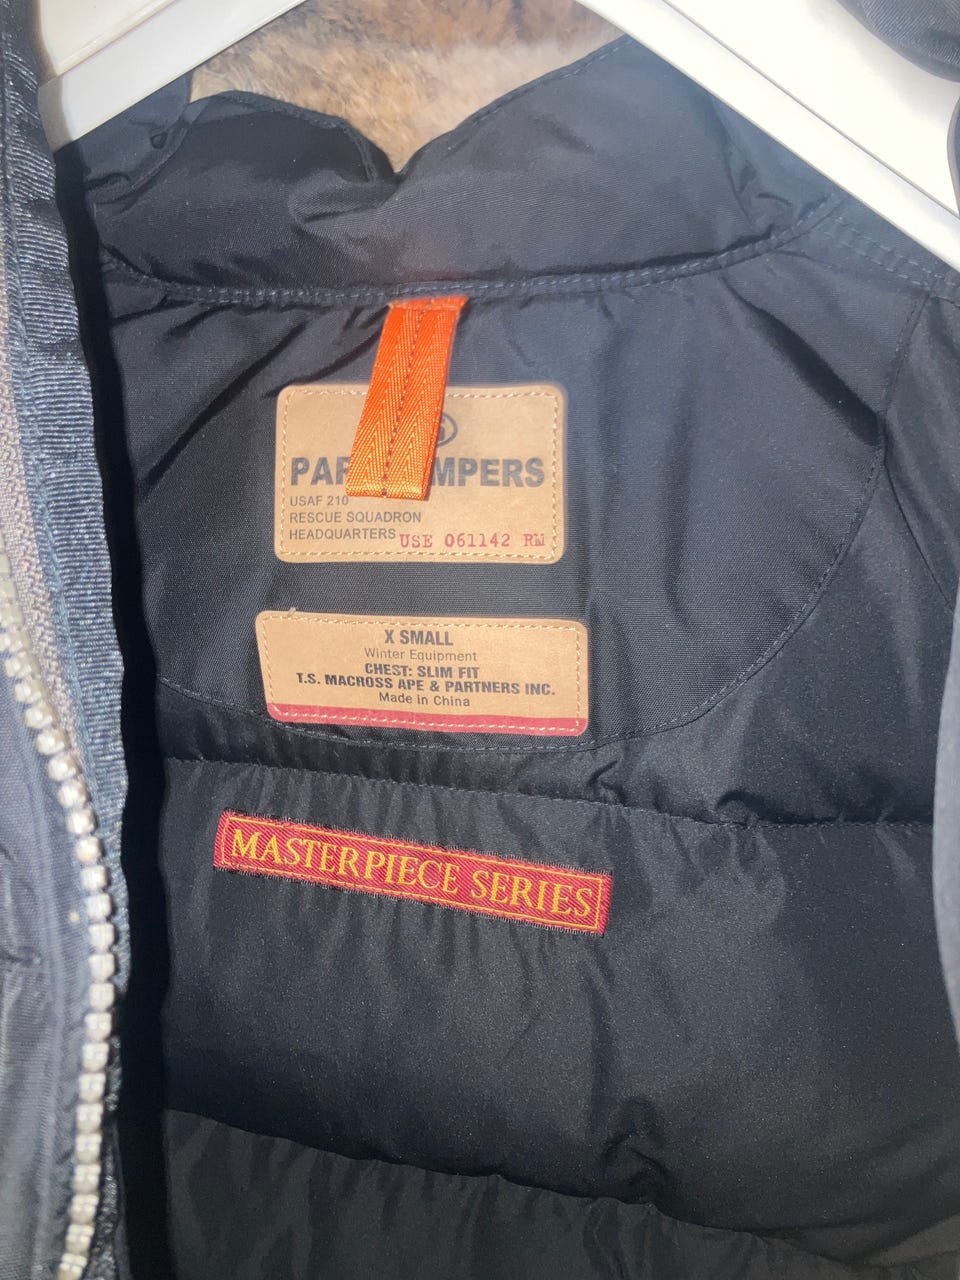 PAR MPERS
USAF 210
RESCUE SQUADRON
HEADQUARTERS USE 061142 RW
X SMALL
Winter Equipment
CHEST: SLIM FIT
T.S. MACROSS APE & PARTNERS INC.
Made in China
MASTERPIECE SERIES